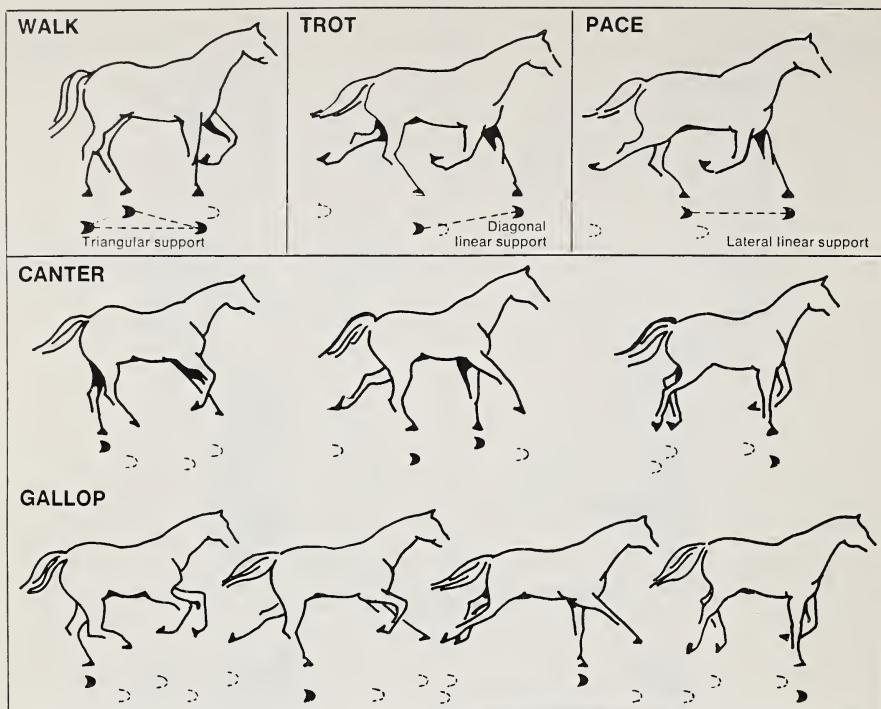 WALK
TROT
PACE
Triangular support
Diagonal
linear support
Lateral linear support
CANTER
GALLOP